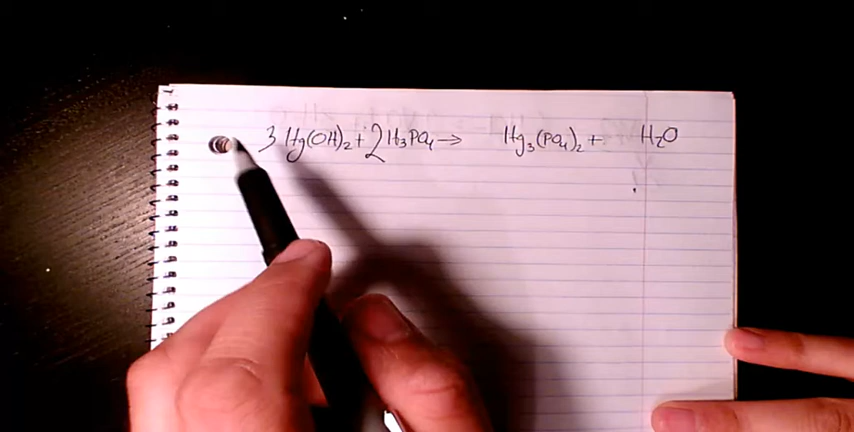 3 Hg(OH)₂ + 2 H₃PO₄ → Hg₃(PO₄)₂ + H₂O